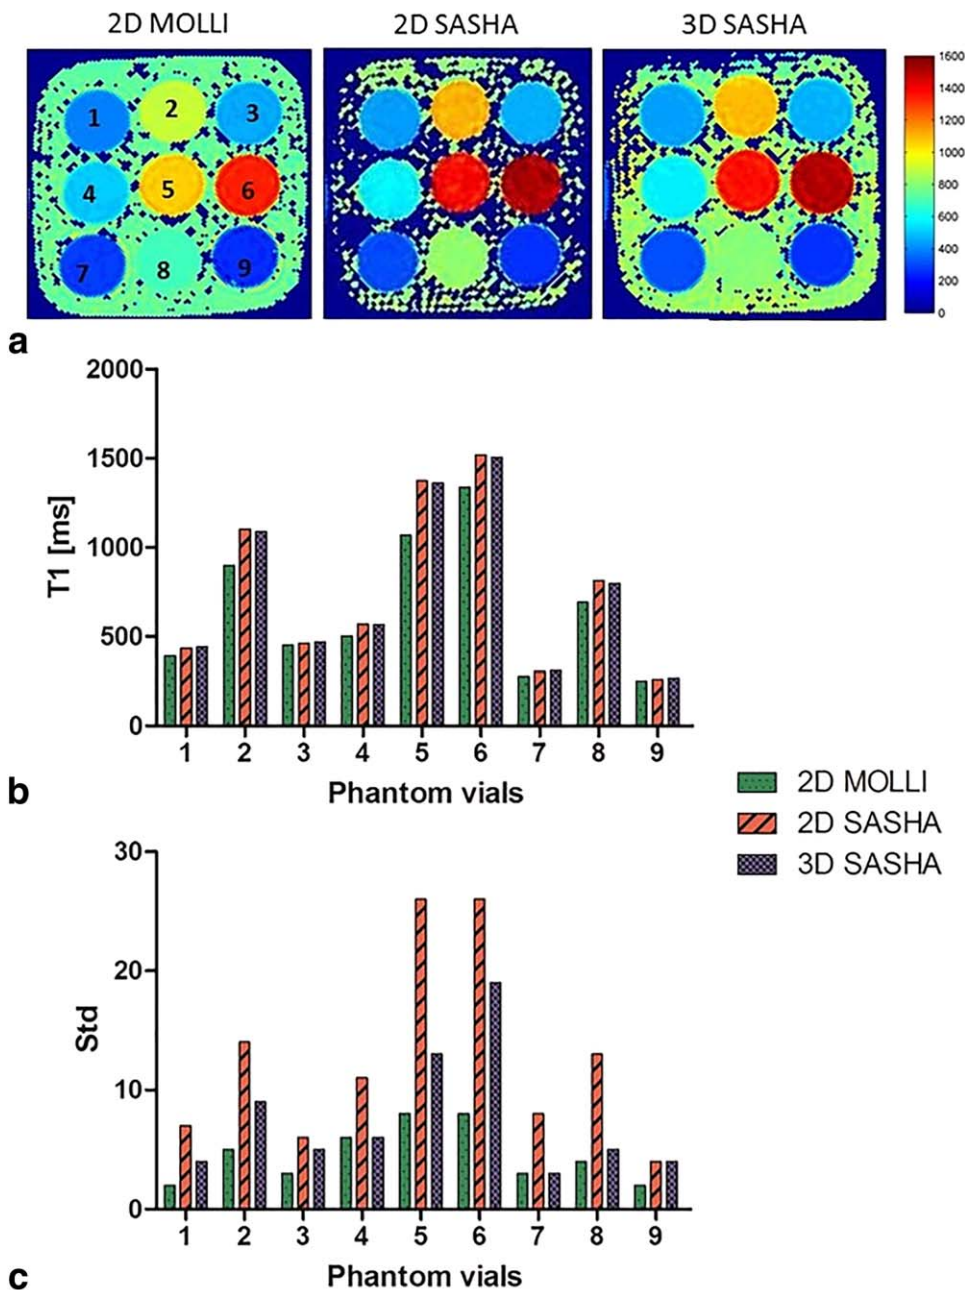 2D MOLLI 2D SASHA 3D SASHA
1 2 3
4 5 6
7 8 9
1600
1400
1200
1000
800
600
400
200
0
a
2000
1500
1000
500
0
T1 [ms]
1 2 3 4 5 6 7 8 9
Phantom vials
b
2D MOLLI
2D SASHA
3D SASHA
30
20
10
0
Std
1 2 3 4 5 6 7 8 9
Phantom vials
c